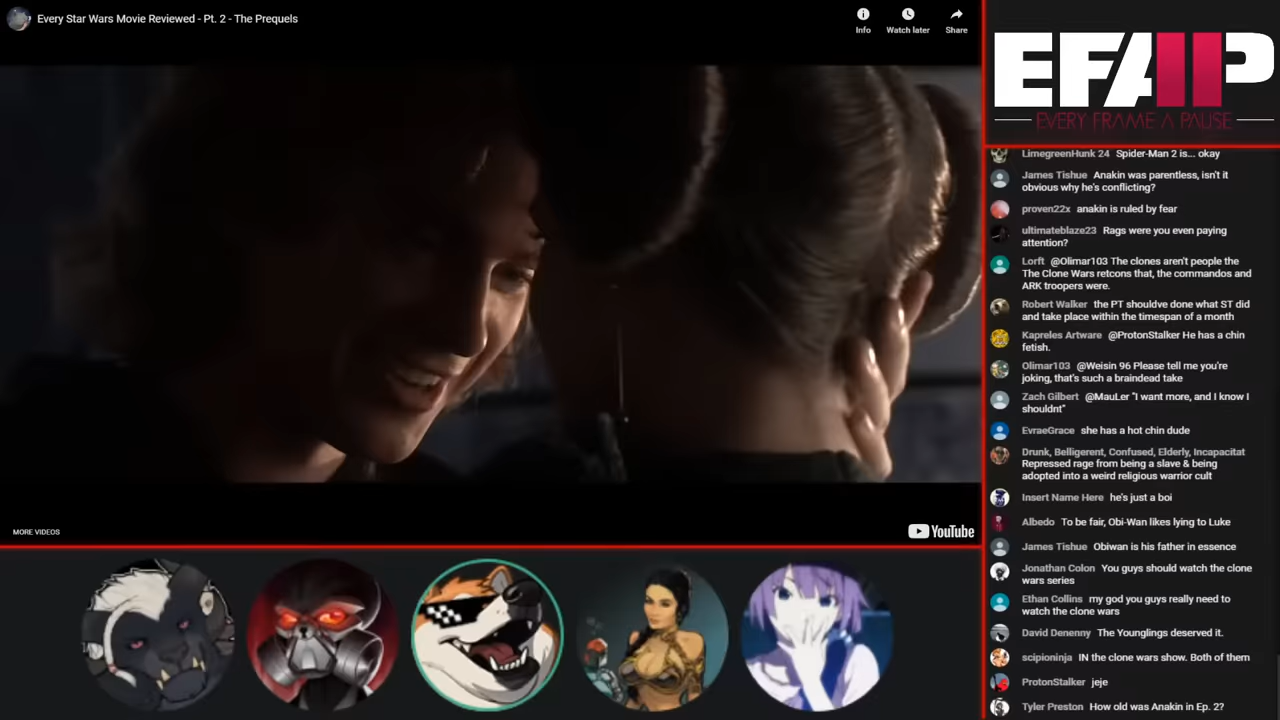 Every Star Wars Movie Reviewed - Pt. 2 - The Prequels
Info
Watch later
Share
MORE VIDEOS
YouTube
EFAP
EVERY FRAME A PAUSE
LimegreenHunk 24 Spider-Man 2 is... okay
James Tishue Anakin was parentless, isn't it
obvious why he's conflicting?
proven22x anakin is ruled by fear
ultimateblaze23 Rags were you even paying
attention?
Lorft @Olimar103 The clones aren't people the
The Clone Wars retcons that, the commandos and
ARK troopers were.
Robert Walker the PT shouldve done what ST did
and take place within the timespan of a month
Kapreles Artware @ProtonStalker He has a chin
fetish.
Olimar103 @Weisin 96 Please tell me you're
joking, that's such a braindead take
Zach Gilbert @MauLer "I want more, and I know I
shouldnt"
EvraeGrace she has a hot chin dude
Drunk, Belligerent, Confused, Elderly, Incapacitat
Repressed rage from being a slave & being
adopted into a weird religious warrior cult
Insert Name Here he's just a boi
Albedo To be fair, Obi-Wan likes lying to Luke
James Tishue Obiwan is his father in essence
Jonathan Colon You guys should watch the clone
wars series
Ethan Collins my god you guys really need to
watch the clone wars
David Denenny The Younglings deserved it.
scipioninja IN the clone wars show. Both of them
ProtonStalker jeje
Tyler Preston How old was Anakin in Ep. 2?